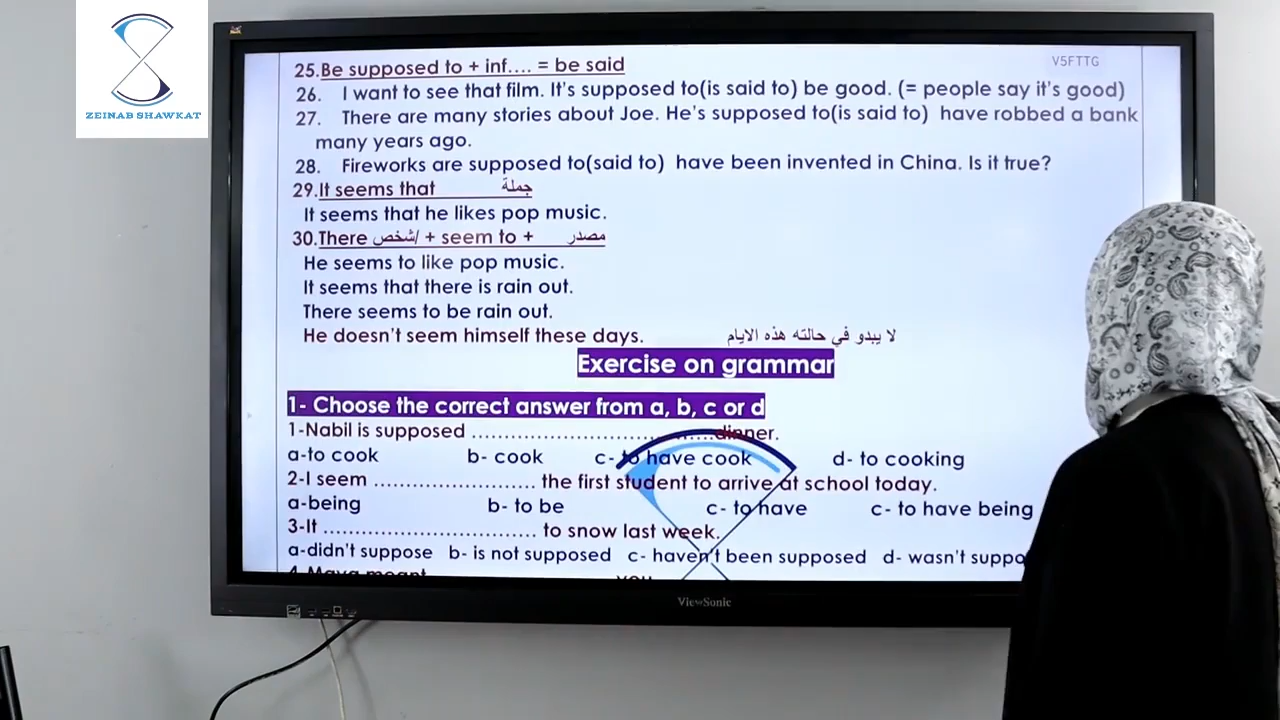 ZEINAB SHAWKAT
V5FTTG
25.Be supposed to + inf.... = be said
26. I want to see that film. It's supposed to(is said to) be good. (= people say it's good)
27. There are many stories about Joe. He's supposed to(is said to) have robbed a bank
many years ago.
28. Fireworks are supposed to(said to) have been invented in China. Is it true?
29.It seems that جملة
It seems that he likes pop music.
30.There شخص/ + seem to + مصدر
He seems to like pop music.
It seems that there is rain out.
There seems to be rain out.
He doesn't seem himself these days. لا يبدو في حالته هذه الايام
Exercise on grammar
1- Choose the correct answer from a, b, c or d
1-Nabil is supposed ........................................dinner.
a-to cook b- cook c- to have cook d- to cooking
2-I seem ......................... the first student to arrive at school today.
a-being b- to be c- to have c- to have being
3-It ................................. to snow last week.
a-didn't suppose b- is not supposed c- haven't been supposed d- wasn't suppo
4-Maya meant you
ViewSonic